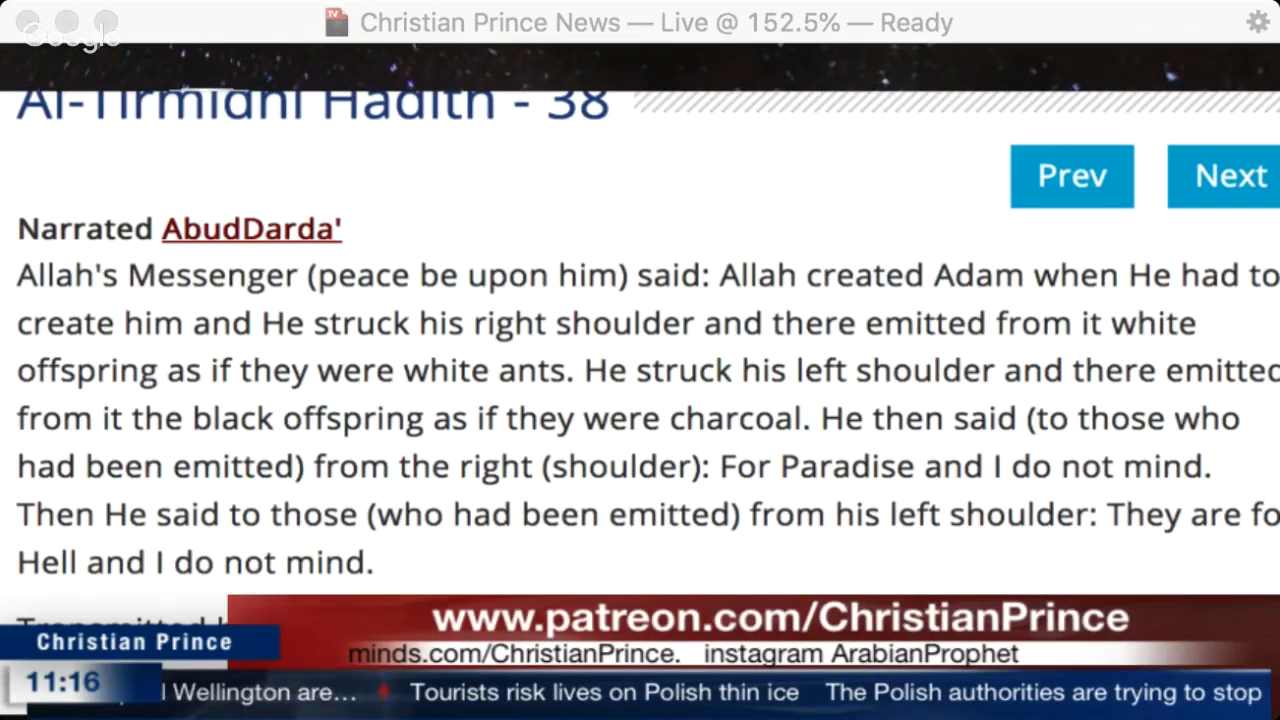 Christian Prince News — Live @ 152.5% — Ready
Google
Al-Tirmidhi Hadith - 38
Prev
Next
Narrated AbudDarda'
Allah's Messenger (peace be upon him) said: Allah created Adam when He had to
create him and He struck his right shoulder and there emitted from it white
offspring as if they were white ants. He struck his left shoulder and there emitted
from it the black offspring as if they were charcoal. He then said (to those who
had been emitted) from the right (shoulder): For Paradise and I do not mind.
Then He said to those (who had been emitted) from his left shoulder: They are fo
Hell and I do not mind.
www.patreon.com/ChristianPrince
Christian Prince
minds.com/ChristianPrince. instagram ArabianProphet
11:16
Wellington are... Tourists risk lives on Polish thin ice The Polish authorities are trying to stop